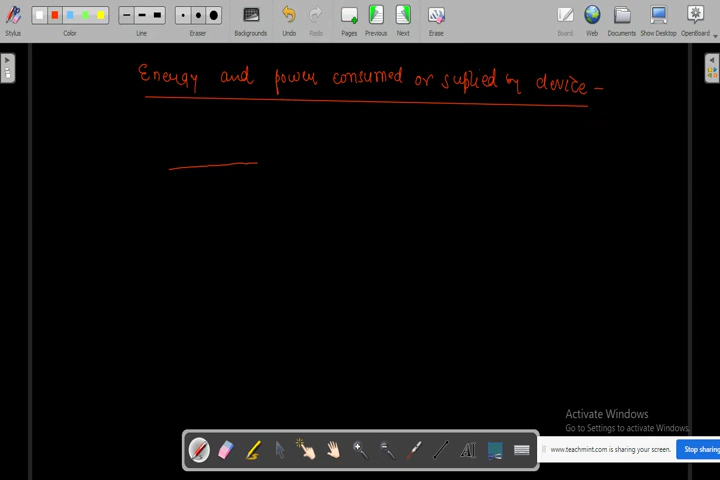 Stylus
Color
Line
Eraser
Backgrounds
Undo
Redo
Pages
Previous
Next
Erase
Board
Web
Documents
Show Desktop
OpenBoard
Energy and power consumed or suplied by device -
Activate Windows
Go to Settings to activate Windows.
www.teachmint.com is sharing your screen.
Stop sharing